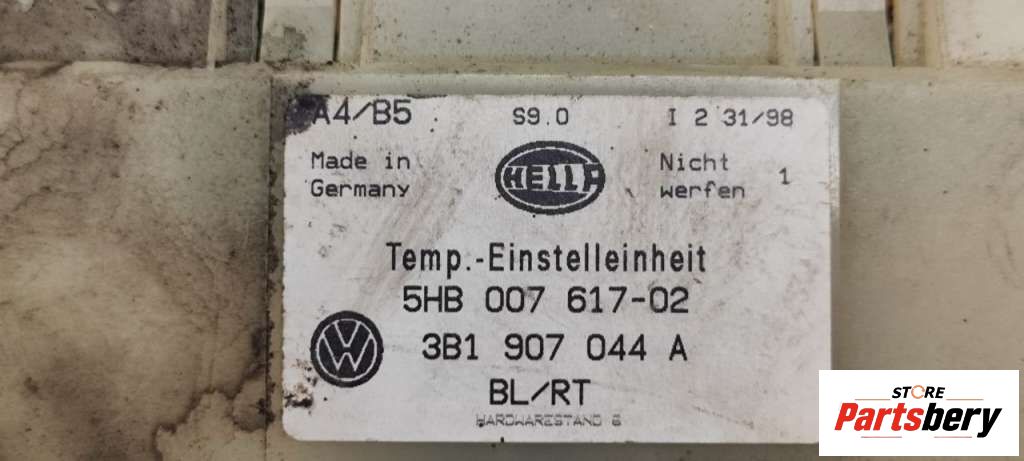 A4/B5 S9.0 I 2 31/98
Made in HELLA Nicht 1
Germany werfen
Temp.-Einstelleinheit
5HB 007 617-02
VW 3B1 907 044 A
BL/RT
HARDWARESTAND 6
STORE
Partsbery